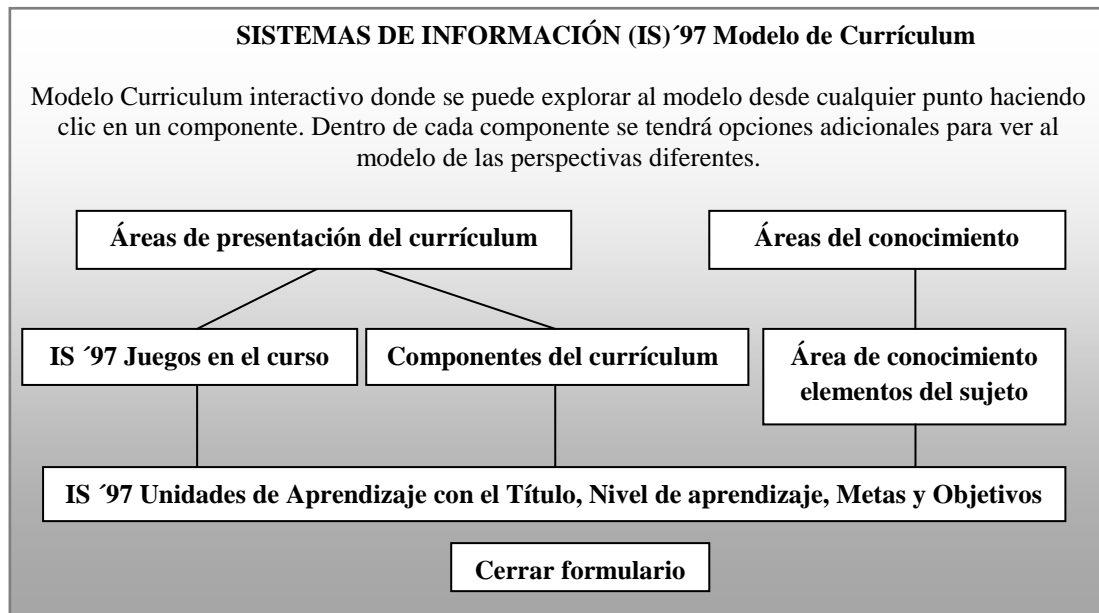 SISTEMAS DE INFORMACIÓN (IS)´97 Modelo de Currículum
Modelo Curriculum interactivo donde se puede explorar al modelo desde cualquier punto haciendo
clic en un componente. Dentro de cada componente se tendrá opciones adicionales para ver al
modelo de las perspectivas diferentes.
Áreas de presentación del currículum
Áreas del conocimiento
IS ´97 Juegos en el curso
Componentes del currículum
Área de conocimiento
elementos del sujeto
IS ´97 Unidades de Aprendizaje con el Título, Nivel de aprendizaje, Metas y Objetivos
Cerrar formulario